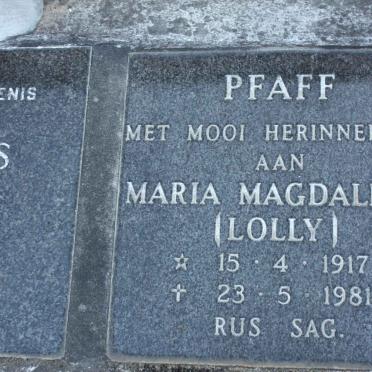 ENIS
S
PFAFF
MET MOOI HERINNE
AAN
MARIA MAGDAL
(LOLLY)
☆ 15 · 4 · 1917
✝ 23 · 5 · 1981
RUS SAG.